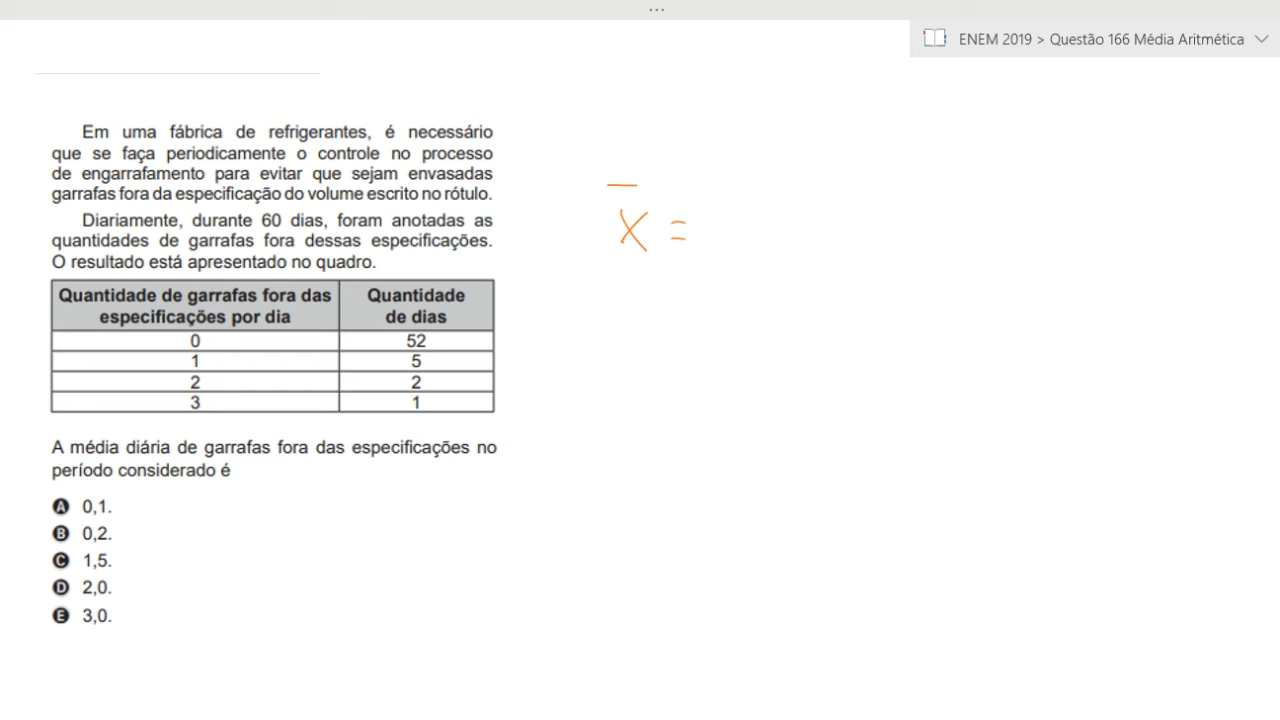 ...
ENEM 2019 > Questão 166 Média Aritmética
Em uma fábrica de refrigerantes, é necessário
que se faça periodicamente o controle no processo
de engarrafamento para evitar que sejam envasadas
garrafas fora da especificação do volume escrito no rótulo.
Diariamente, durante 60 dias, foram anotadas as
quantidades de garrafas fora dessas especificações.
O resultado está apresentado no quadro.
Quantidade de garrafas fora das especificações por dia | Quantidade de dias
0 52
1 5
2 2
3 1
A média diária de garrafas fora das especificações no
período considerado é
A 0,1.
B 0,2.
C 1,5.
D 2,0.
E 3,0.
x̄ =